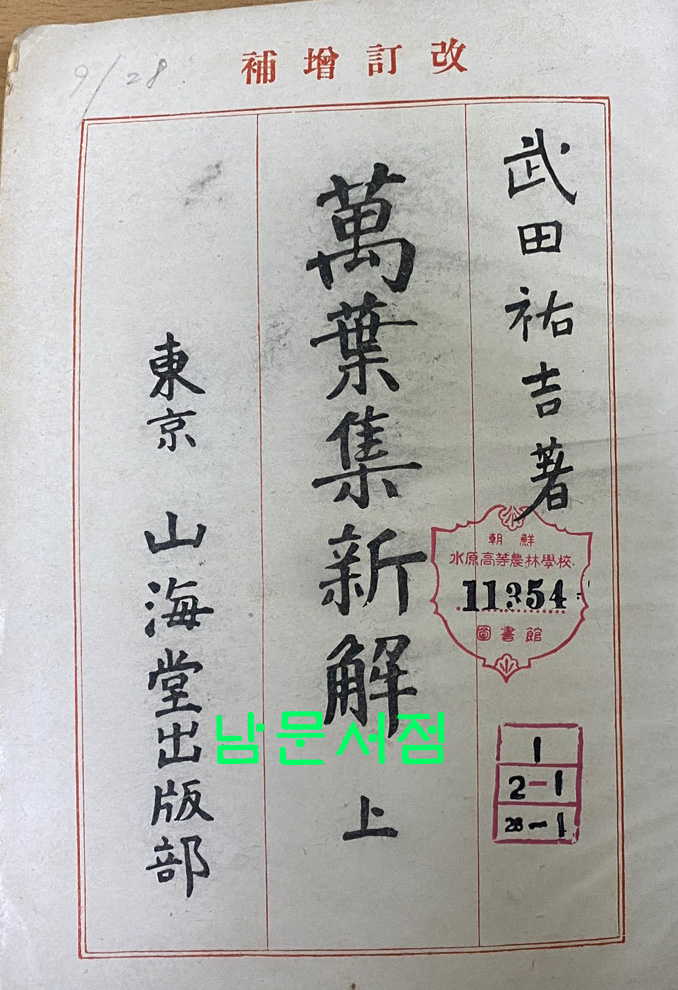 9/28
改訂增補
武田祐吉著
萬葉集新解 上
東京 山海堂出版部
朝鮮
水原高等農林學校
11354
圖書館
1
2-1
28-1
남문서점